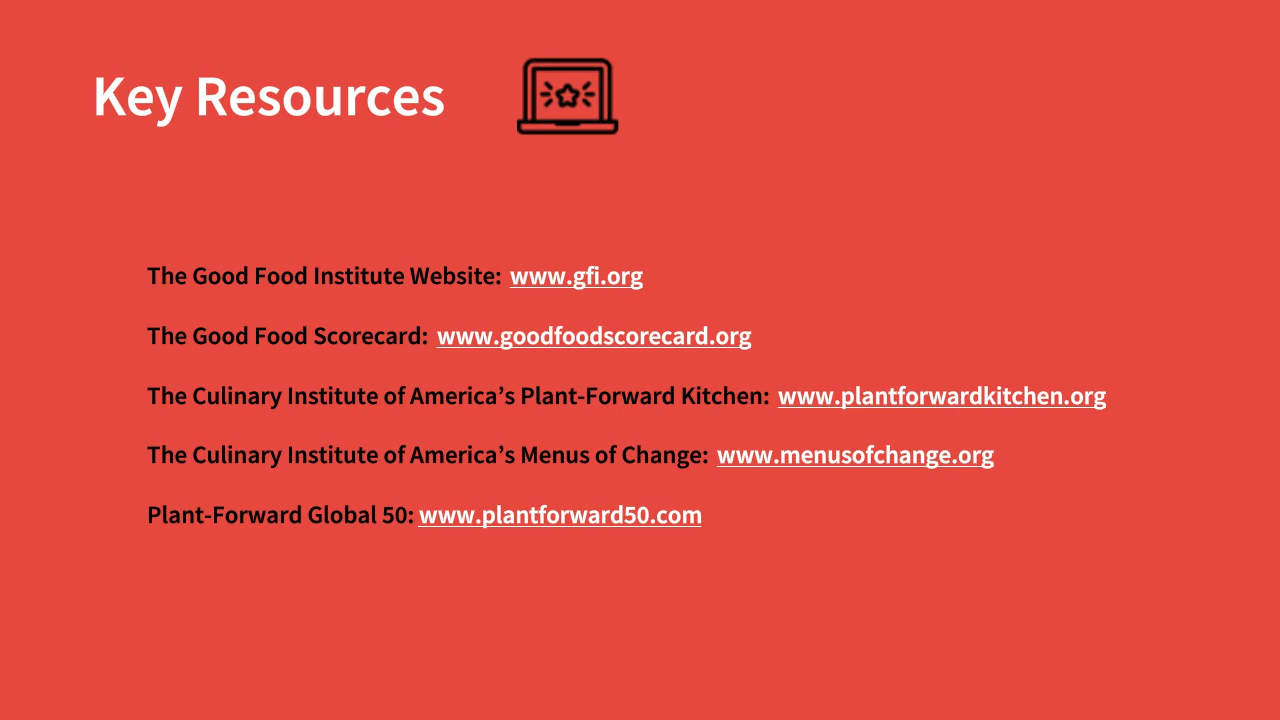 Key Resources
The Good Food Institute Website: www.gfi.org
The Good Food Scorecard: www.goodfoodscorecard.org
The Culinary Institute of America’s Plant-Forward Kitchen: www.plantforwardkitchen.org
The Culinary Institute of America’s Menus of Change: www.menusofchange.org
Plant-Forward Global 50: www.plantforward50.com